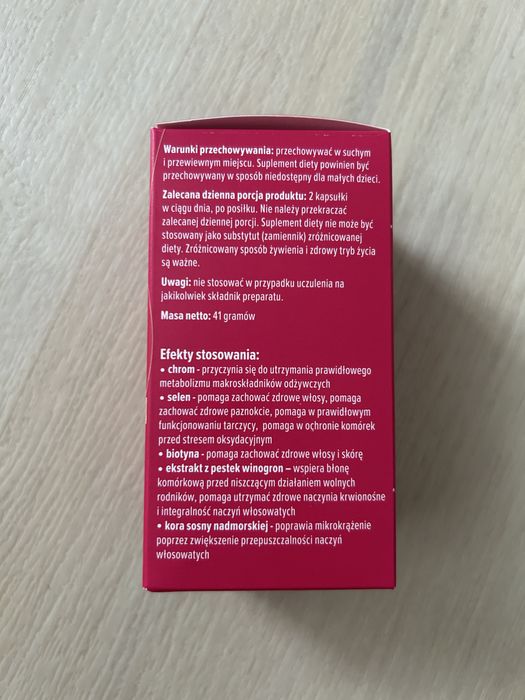 Warunki przechowywania: przechowywać w suchym
i przewiewnym miejscu. Suplement diety powinien być
przechowywany w sposób niedostępny dla małych dzieci.
Zalecana dzienna porcja produktu: 2 kapsułki
w ciągu dnia, po posiłku. Nie należy przekraczać
zalecanej dziennej porcji. Suplement diety nie może być
stosowany jako substytut (zamiennik) zróżnicowanej
diety. Zróżnicowany sposób żywienia i zdrowy tryb życia
są ważne.
Uwagi: nie stosować w przypadku uczulenia na
jakikolwiek składnik preparatu.
Masa netto: 41 gramów
Efekty stosowania:
• chrom - przyczynia się do utrzymania prawidłowego
metabolizmu makroskładników odżywczych
• selen - pomaga zachować zdrowe włosy, pomaga
zachować zdrowe paznokcie, pomaga w prawidłowym
funkcjonowaniu tarczycy, pomaga w ochronie komórek
przed stresem oksydacyjnym
• biotyna - pomaga zachować zdrowe włosy i skórę
• ekstrakt z pestek winogron – wspiera błonę
komórkową przed niszczącym działaniem wolnych
rodników, pomaga utrzymać zdrowe naczynia krwionośne
i integralność naczyń włosowatych
• kora sosny nadmorskiej - poprawia mikrokrążenie
poprzez zwiększenie przepuszczalności naczyń
włosowatych